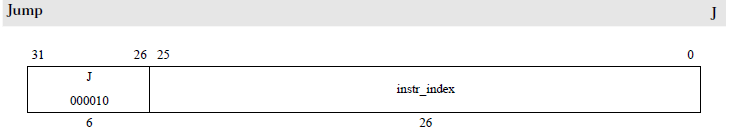 Jump J
31 26 25 0
J
000010
instr_index
6 26